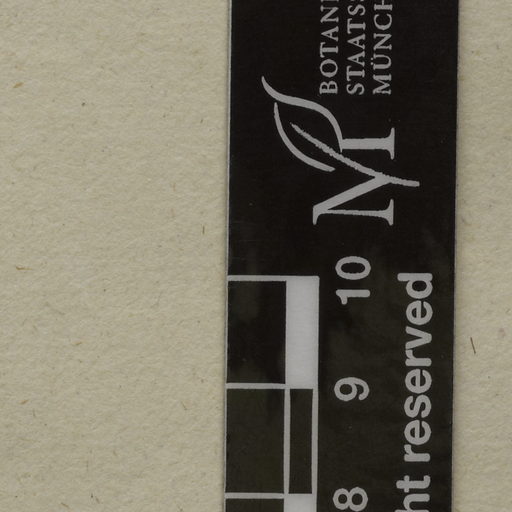 BOTANI
STAATSS
MÜNCH
M
10
9
8
ht reserved